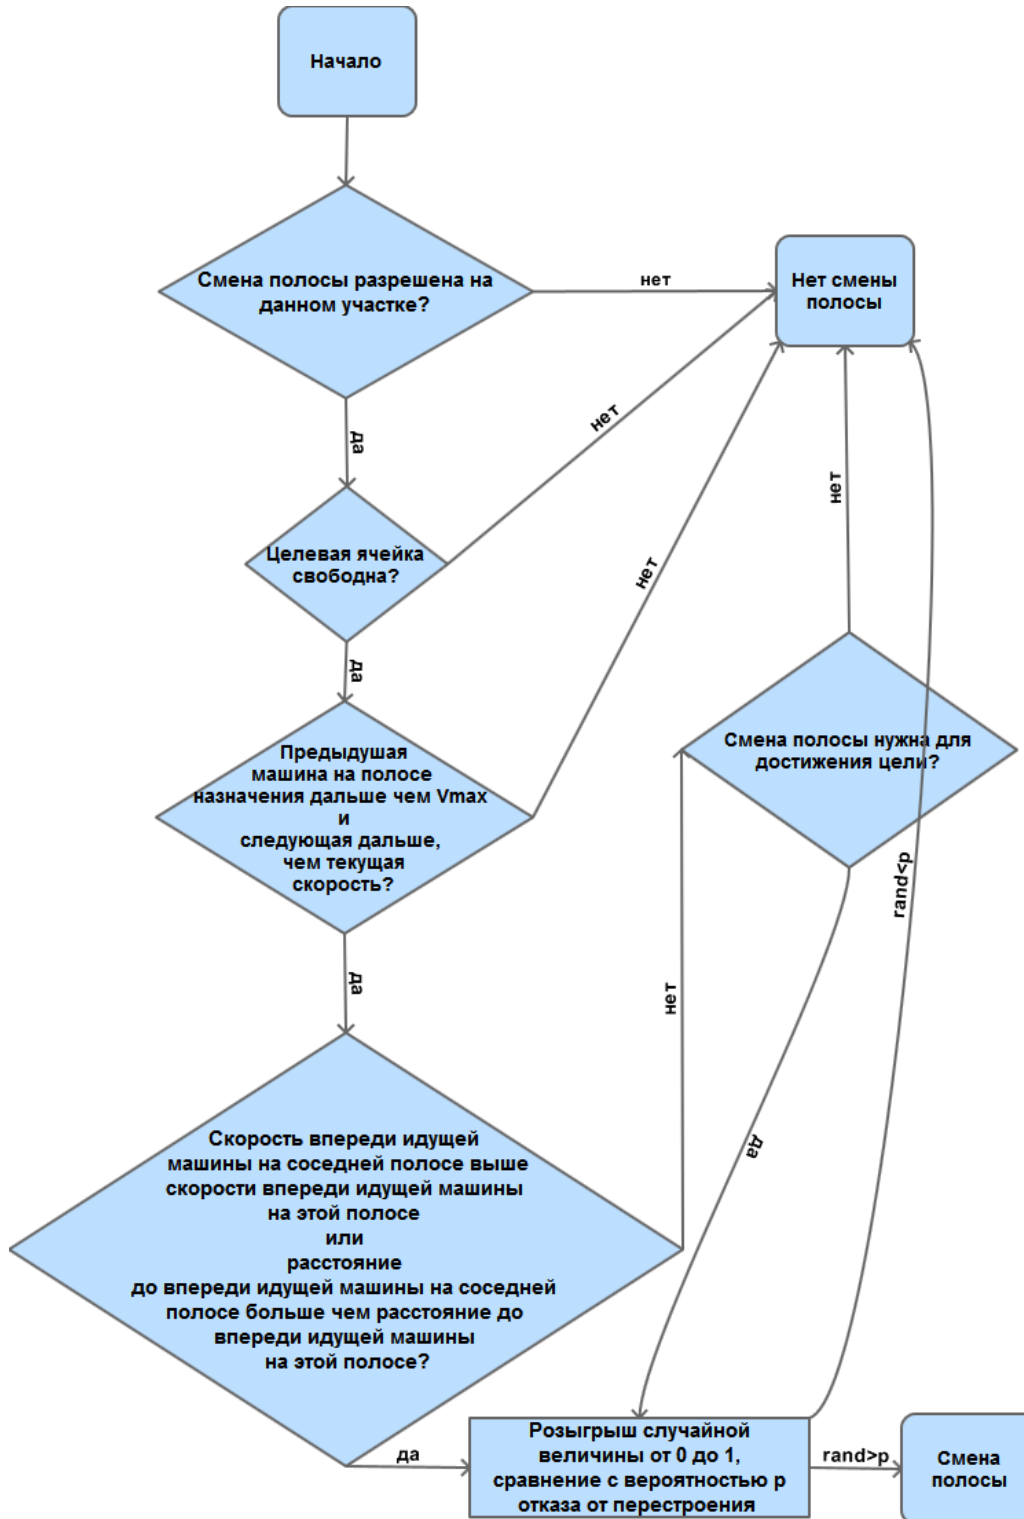 Начало
Смена полосы разрешена на
данном участке?
нет
Нет смены
полосы
да
нет
Целевая ячейка
свободна?
нет
нет
да
Предыдушая
машина на полосе
назначения дальше чем Vmax
и
следующая дальше,
чем текущая
скорость?
Смена полосы нужна для
достижения цели?
rand<p
да
нет
да
Скорость впереди идущей
машины на соседней полосе выше
скорости впереди идущей машины
на этой полосе
или
расстояние
до впереди идущей машины на соседней
полосе больше чем расстояние до
впереди идущей машины
на этой полосе?
да
Розыгрыш случайной
величины от 0 до 1,
сравнение с вероятностью p
отказа от перестроения
rand>p
Смена
полосы